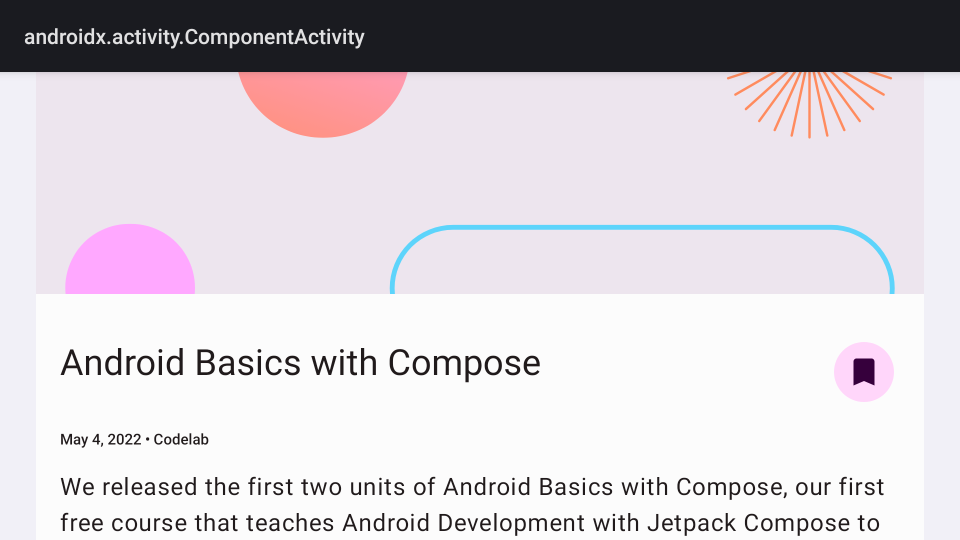 androidx.activity.ComponentActivity
Android Basics with Compose
May 4, 2022 • Codelab
We released the first two units of Android Basics with Compose, our first
free course that teaches Android Development with Jetpack Compose to